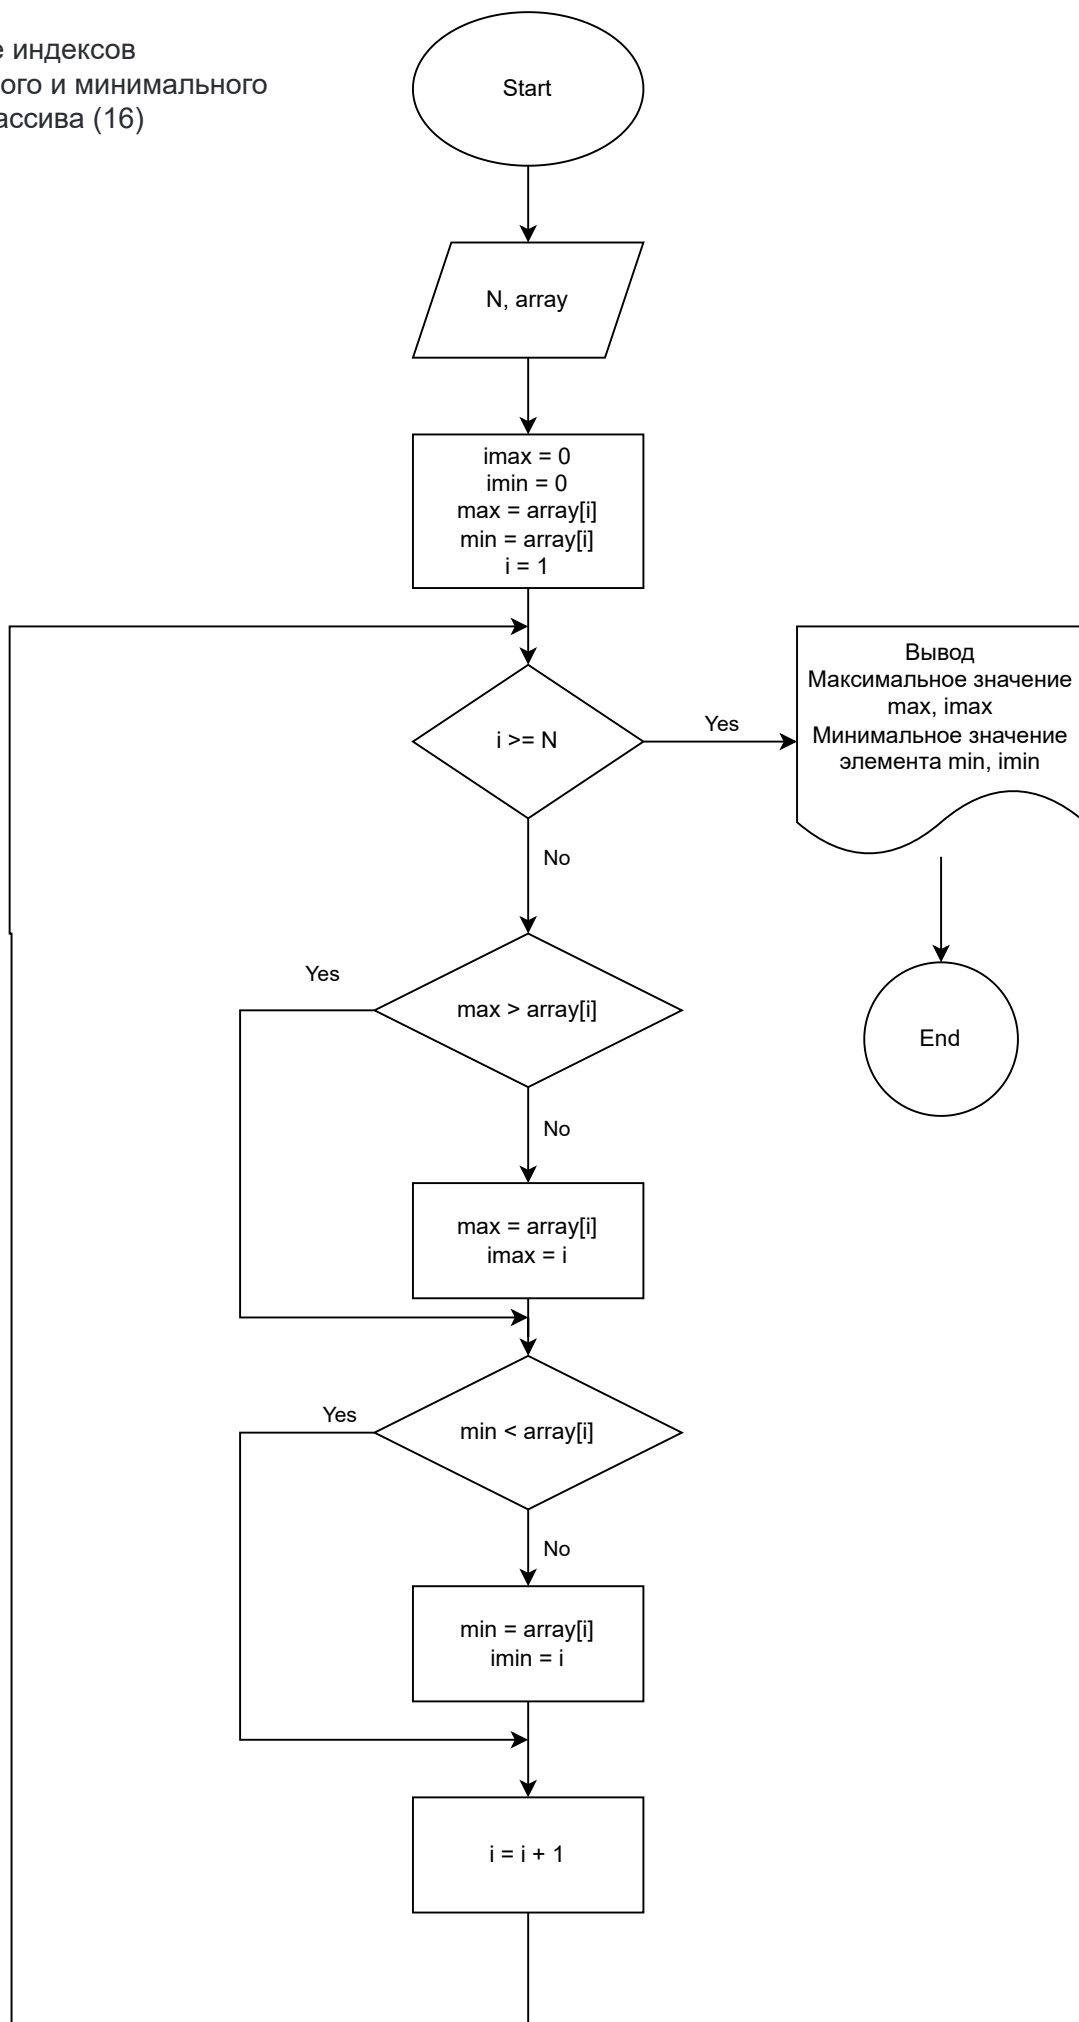 е индексов
ого и минимального
ассива (16)
Start
N, array
imax = 0
imin = 0
max = array[i]
min = array[i]
i = 1
i >= N
Yes
Вывод
Максимальное значение
max, imax
Минимальное значение
элемента min, imin
No
Yes
max > array[i]
End
No
max = array[i]
imax = i
Yes
min < array[i]
No
min = array[i]
imin = i
i = i + 1